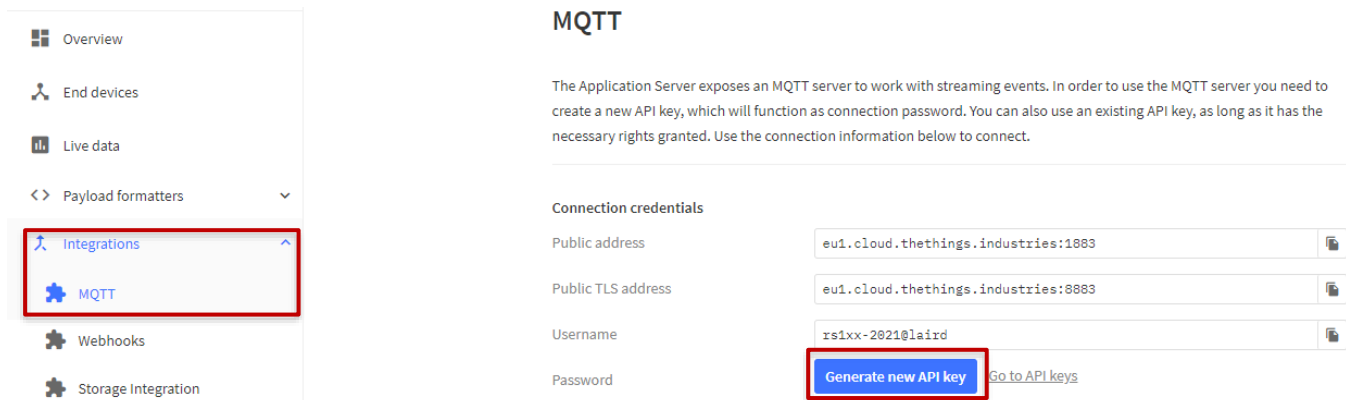 Overview
End devices
Live data
Payload formatters
Integrations
MQTT
Webhooks
Storage Integration
MQTT
The Application Server exposes an MQTT server to work with streaming events. In order to use the MQTT server you need to
create a new API key, which will function as connection password. You can also use an existing API key, as long as it has the
necessary rights granted. Use the connection information below to connect.
Connection credentials
Public address eu1.cloud.thethings.industries:1883
Public TLS address eu1.cloud.thethings.industries:8883
Username rs1xx-2021@laird
Password Generate new API key Go to API keys